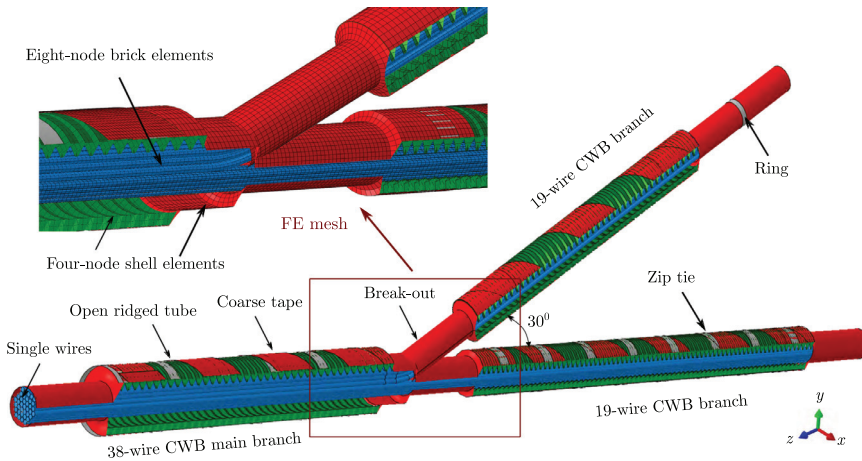 Eight-node brick elements
19-wire CWB branch
Ring
FE mesh
Four-node shell elements
Zip tie
Break-out
Coarse tape
Open ridged tube
30⁰
Single wires
19-wire CWB branch
38-wire CWB main branch
y
z
x